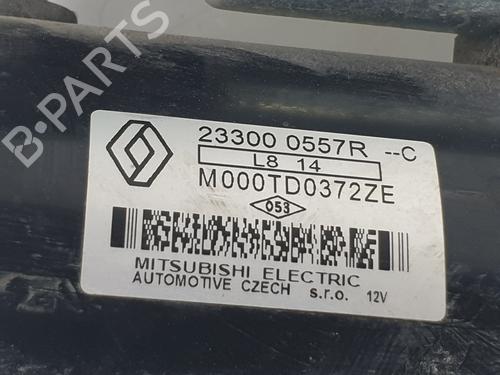 B-PARTS
23300 0557R --C
L8 14
M000TD0372ZE
053
MITSUBISHI ELECTRIC
AUTOMOTIVE CZECH s.r.o. 12V